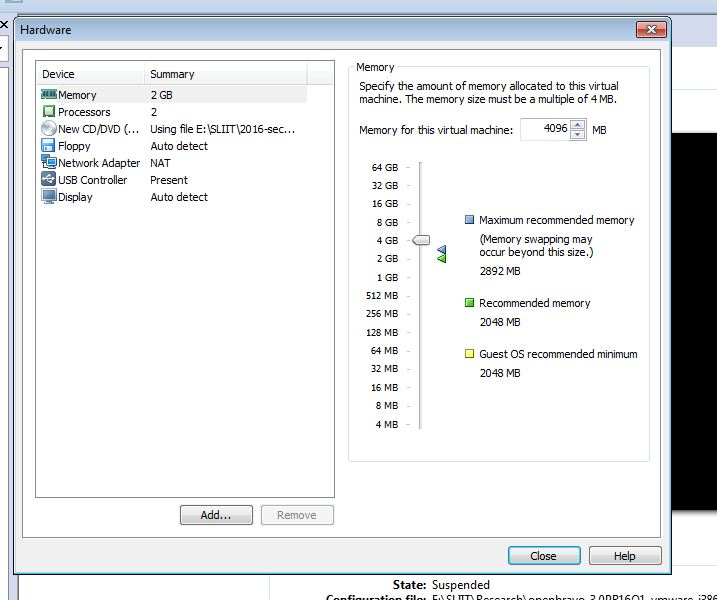 Hardware
Device Summary
Memory 2 GB
Processors 2
New CD/DVD (... Using file E:\SLIIT\2016-sec...
Floppy Auto detect
Network Adapter NAT
USB Controller Present
Display Auto detect
Add...
Remove
Memory
Specify the amount of memory allocated to this virtual
machine. The memory size must be a multiple of 4 MB.
Memory for this virtual machine: 4096 MB
64 GB
32 GB
16 GB
8 GB
4 GB
2 GB
1 GB
512 MB
256 MB
128 MB
64 MB
32 MB
16 MB
8 MB
4 MB
Maximum recommended memory
(Memory swapping may
occur beyond this size.)
2892 MB
Recommended memory
2048 MB
Guest OS recommended minimum
2048 MB
Close
Help
State: Suspended
Configuration file: E:\SLIIT\Research\openbravo-3.0PR16Q1_vmware_i386